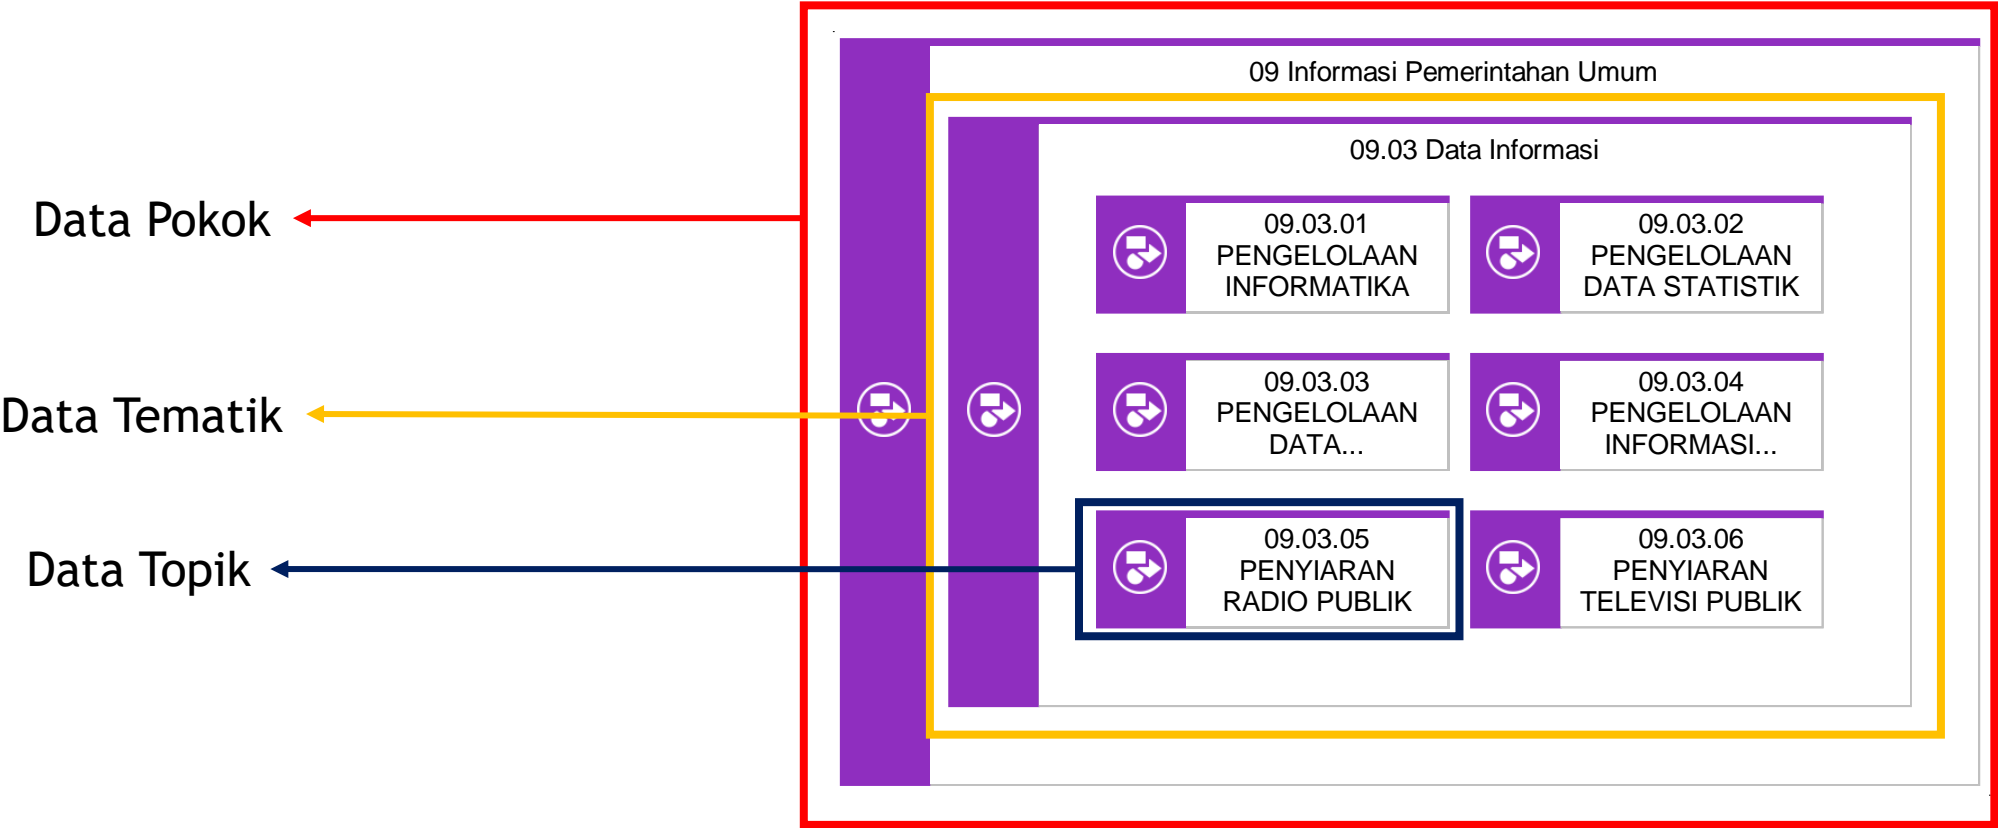 09 Informasi Pemerintahan Umum
09.03 Data Informasi
Data Pokok
09.03.01
PENGELOLAAN
INFORMATIKA
09.03.02
PENGELOLAAN
DATA STATISTIK
Data Tematik
09.03.03
PENGELOLAAN
DATA...
09.03.04
PENGELOLAAN
INFORMASI...
Data Topik
09.03.05
PENYIARAN
RADIO PUBLIK
09.03.06
PENYIARAN
TELEVISI PUBLIK